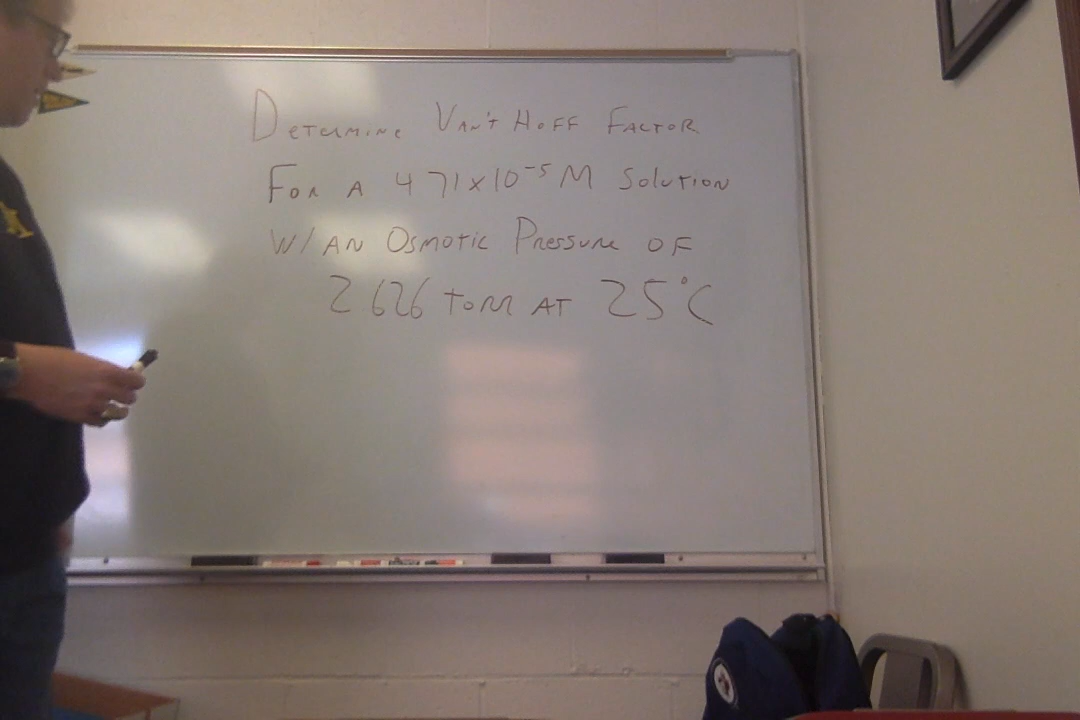 DETERMINE VAN'T HOFF FACTOR
FOR A 4 71x10⁻⁵ M SOLUTION
W/ AN OSMOTIC PRESSURE OF
2 626 torr AT 25°C